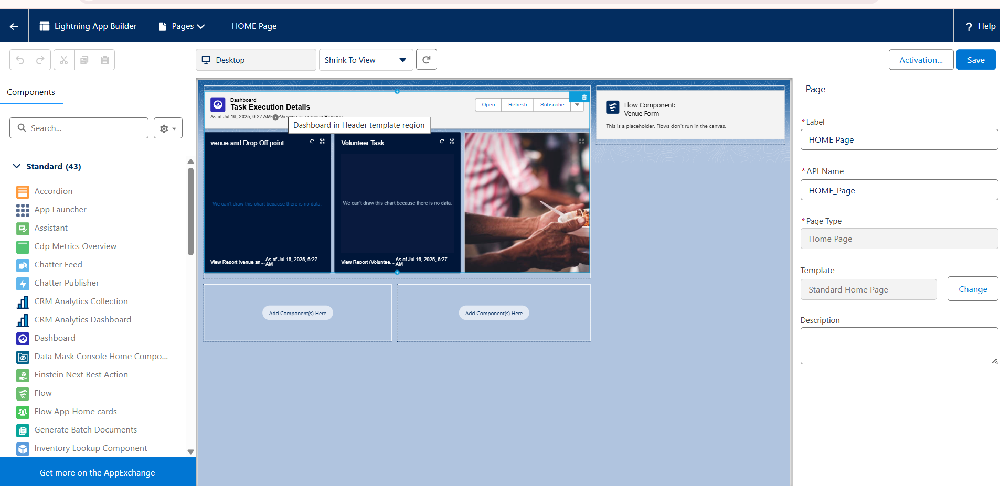 Lightning App Builder
Pages
HOME Page
? Help
Desktop
Shrink To View
Activation...
Save
Components
Search...
Standard (43)
Accordion
App Launcher
Assistant
Cdp Metrics Overview
Chatter Feed
Chatter Publisher
CRM Analytics Collection
CRM Analytics Dashboard
Dashboard
Data Mask Console Home Compo...
Einstein Next Best Action
Flow
Flow App Home cards
Generate Batch Documents
Inventory Lookup Component
Get more on the AppExchange
Dashboard
Task Execution Details
As of Jul 16, 2025, 6:27 AM Viewing as praveen Praveen
Open
Refresh
Subscribe
Dashboard in Header template region
venue and Drop Off point
We can't draw this chart because there is no data.
View Report (venue an...
As of Jul 16, 2025, 6:27
AM
Volunteer Task
We can't draw this chart because there is no data.
View Report (Voluntee...
As of Jul 16, 2025, 6:27
AM
Add Component(s) Here
Add Component(s) Here
Flow Component:
Venue Form
This is a placeholder. Flows don't run in the canvas.
Page
*Label
HOME Page
*API Name
HOME_Page
*Page Type
Home Page
Template
Standard Home Page
Change
Description